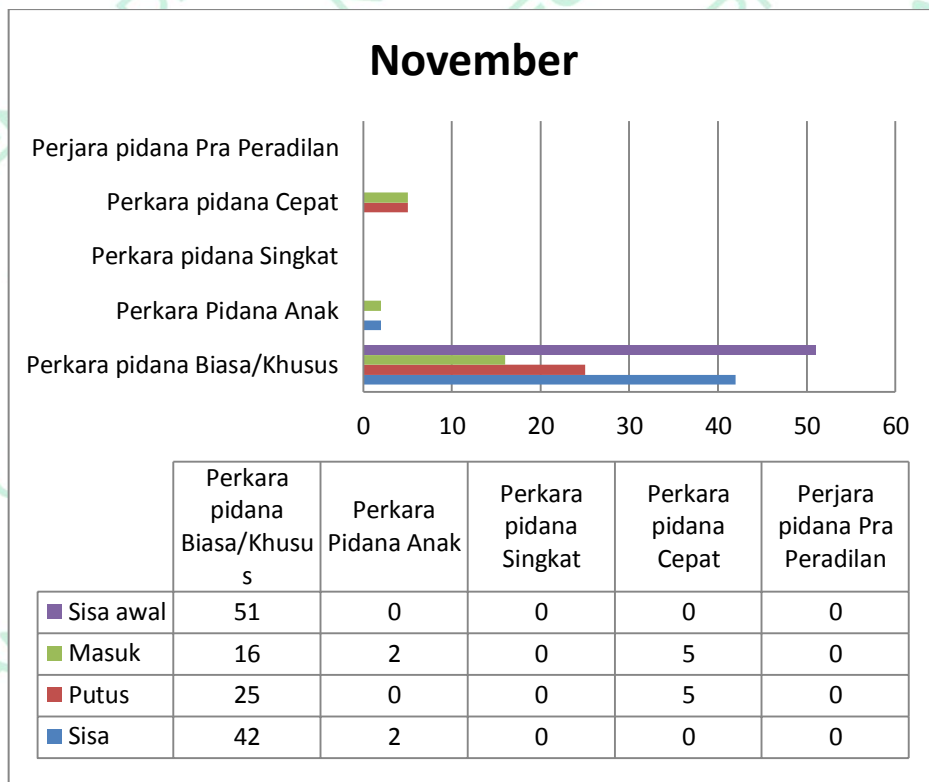 November
Perjara pidana Pra Peradilan
Perkara pidana Cepat
Perkara pidana Singkat
Perkara Pidana Anak
Perkara pidana Biasa/Khusus
0 10 20 30 40 50 60
Perkara
pidana
Biasa/Khusu
s
Perkara
Pidana Anak
Perkara
pidana
Singkat
Perkara
pidana
Cepat
Perjara
pidana Pra
Peradilan
Sisa awal 51 0 0 0 0
Masuk 16 2 0 5 0
Putus 25 0 0 5 0
Sisa 42 2 0 0 0